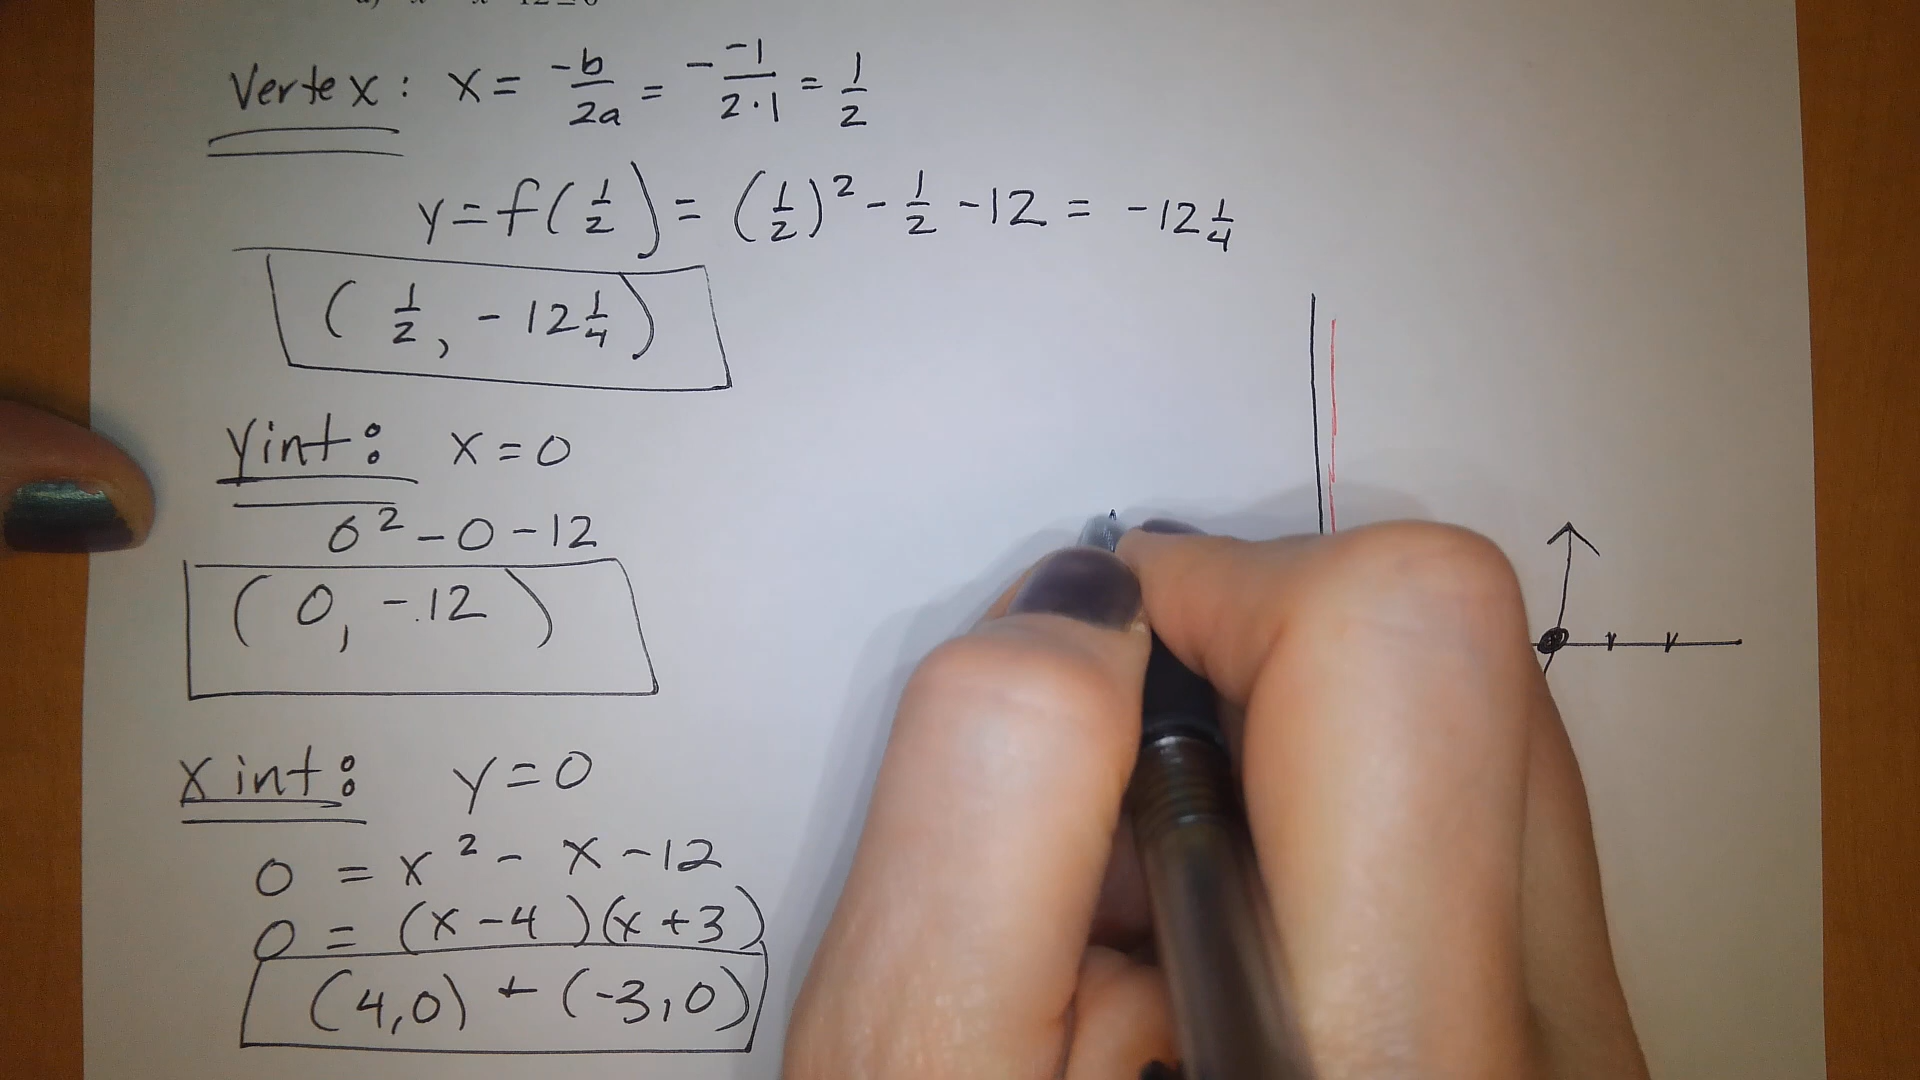 Vertex: x = -b/2a = - -1/2·1 = 1/2
y = f(1/2) = (1/2)² - 1/2 - 12 = -12 1/4
(1/2, -12 1/4)
Yint: x = 0
0² - 0 - 12
(0, -12)
X int: y = 0
0 = x² - x - 12
0 = (x - 4)(x + 3)
(4,0) + (-3,0)